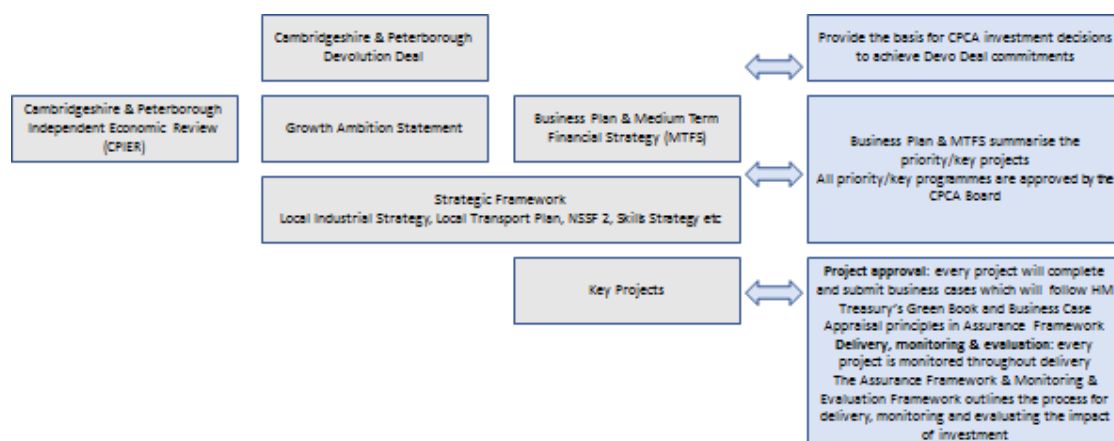 Cambridgeshire & Peterborough
Devolution Deal
Provide the basis for CPCA investment decisions
to achieve Devo Deal commitments
Cambridgeshire & Peterborough
Independent Economic Review
(CPIER)
Growth Ambition Statement
Business Plan & Medium Term
Financial Strategy (MTFS)
Business Plan & MTFS summarise the
priority/key projects
All priority/key programmes are approved by the
CPCA Board
Strategic Framework
Local Industrial Strategy, Local Transport Plan, NSSF 2, Skills Strategy etc
Key Projects
Project approval: every project will complete
and submit business cases which will follow HM
Treasury's Green Book and Business Case
Appraisal principles in Assurance Framework
Delivery, monitoring & evaluation: every
project is monitored throughout delivery
The Assurance Framework & Monitoring &
Evaluation Framework outlines the process for
delivery, monitoring and evaluating the impact
of investment